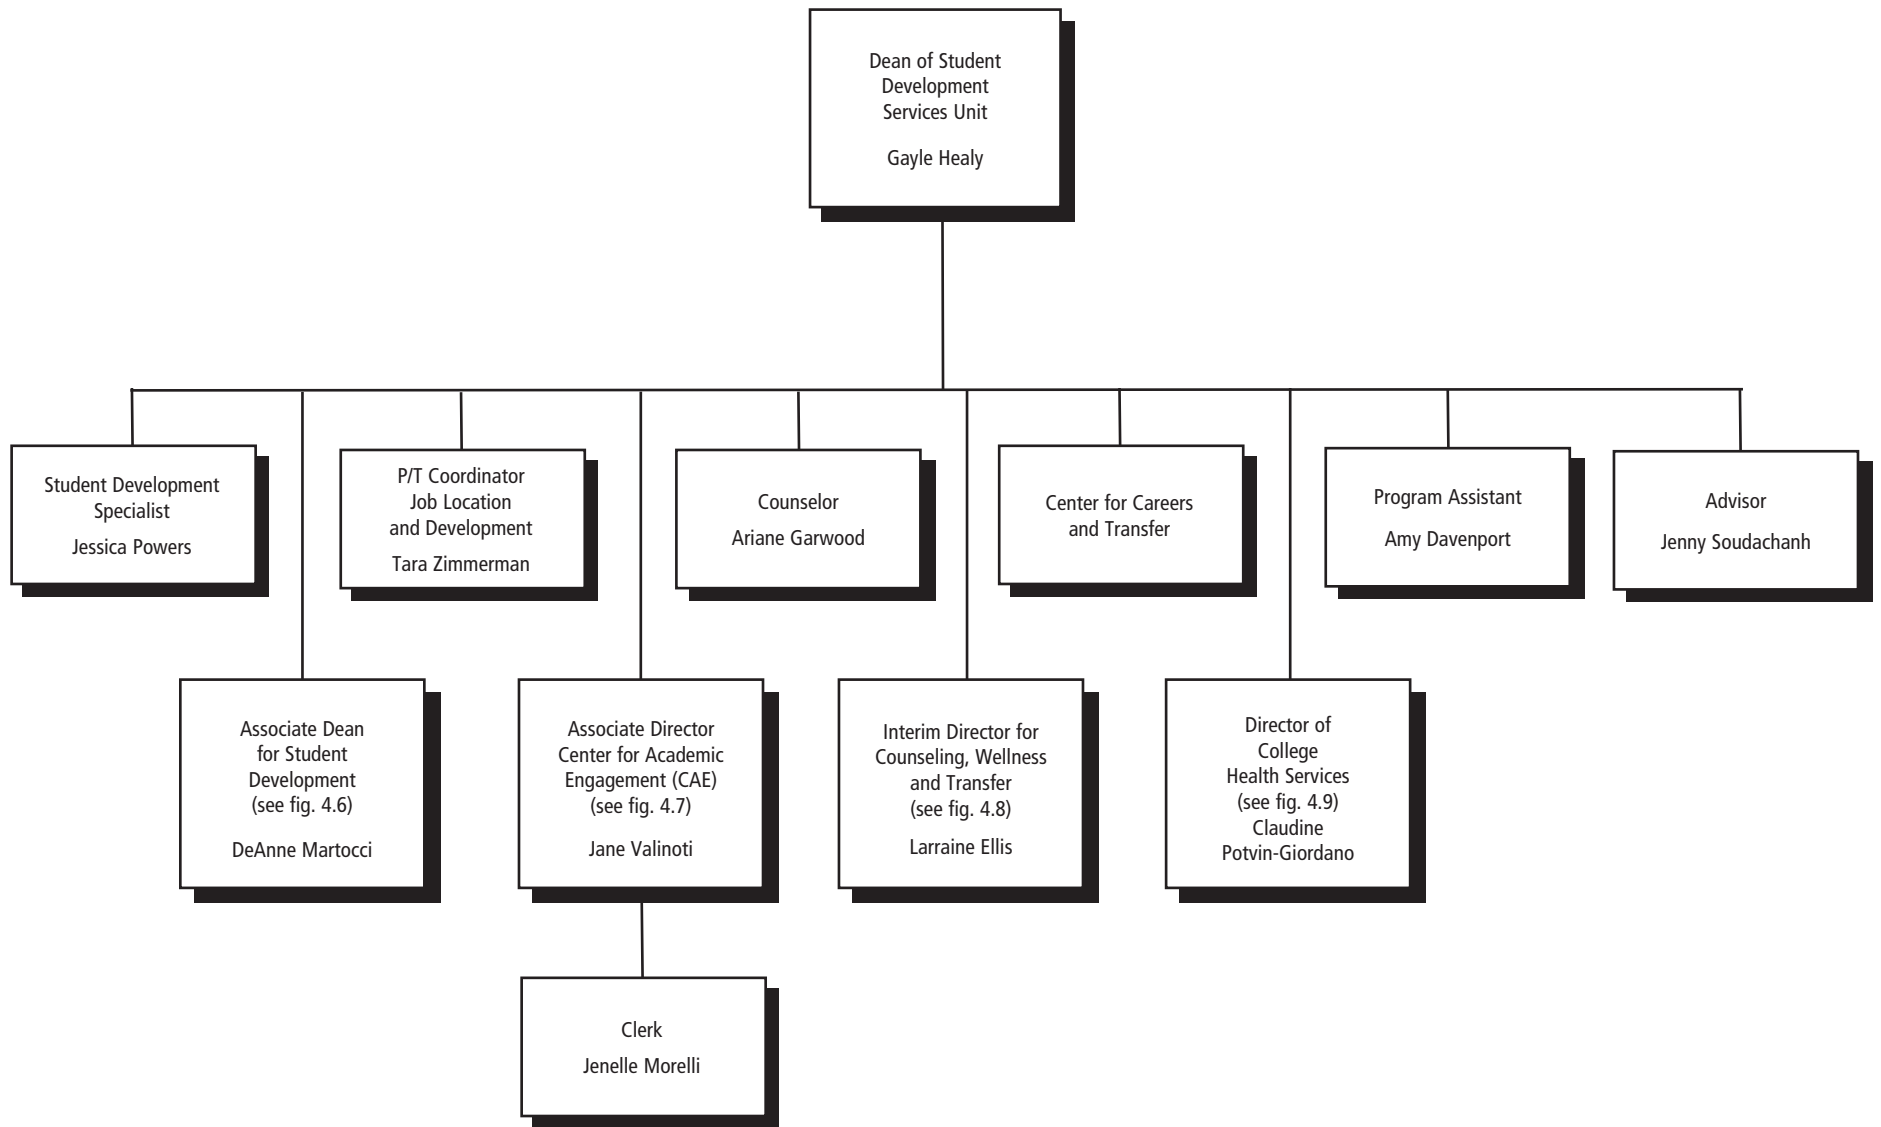 Dean of Student
Development
Services Unit
Gayle Healy
Student Development
Specialist
Jessica Powers
P/T Coordinator
Job Location
and Development
Tara Zimmerman
Counselor
Ariane Garwood
Center for Careers
and Transfer
Program Assistant
Amy Davenport
Advisor
Jenny Soudachanh
Associate Dean
for Student
Development
(see fig. 4.6)
DeAnne Martocci
Associate Director
Center for Academic
Engagement (CAE)
(see fig. 4.7)
Jane Valinoti
Interim Director for
Counseling, Wellness
and Transfer
(see fig. 4.8)
Larraine Ellis
Director of
College
Health Services
(see fig. 4.9)
Claudine
Potvin-Giordano
Clerk
Jenelle Morelli